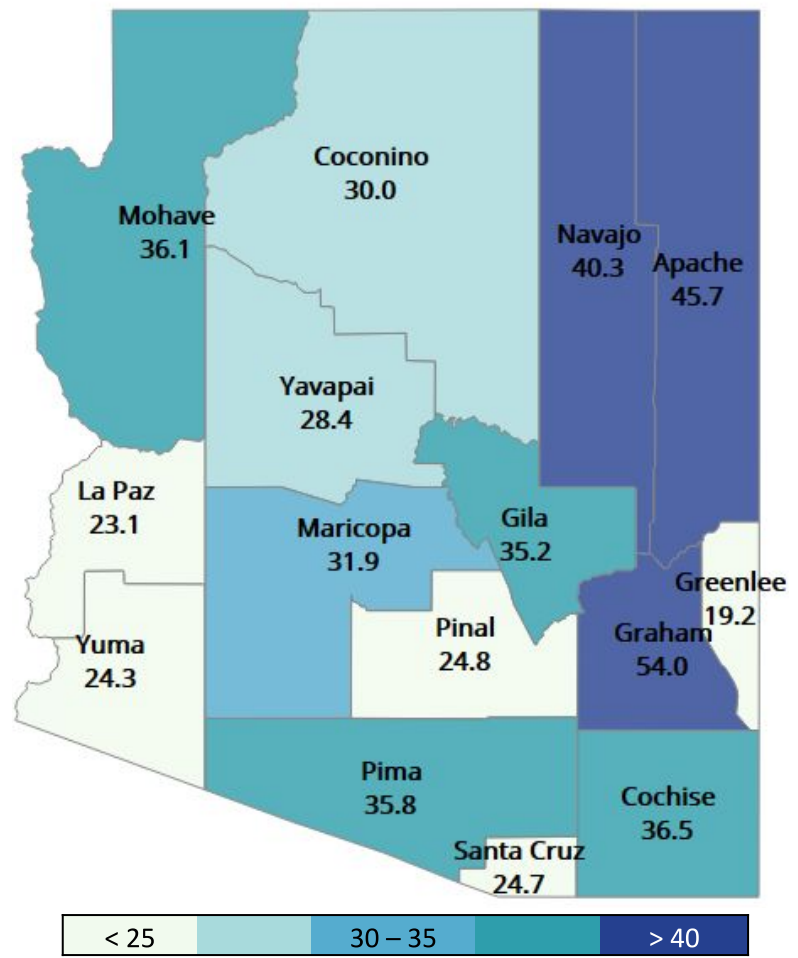 Coconino
30.0
Mohave
36.1
Navajo
40.3
Apache
45.7
Yavapai
28.4
La Paz
23.1
Maricopa
31.9
Gila
35.2
Greenlee
19.2
Yuma
24.3
Pinal
24.8
Graham
54.0
Pima
35.8
Cochise
36.5
Santa Cruz
24.7
< 25 30 – 35 > 40